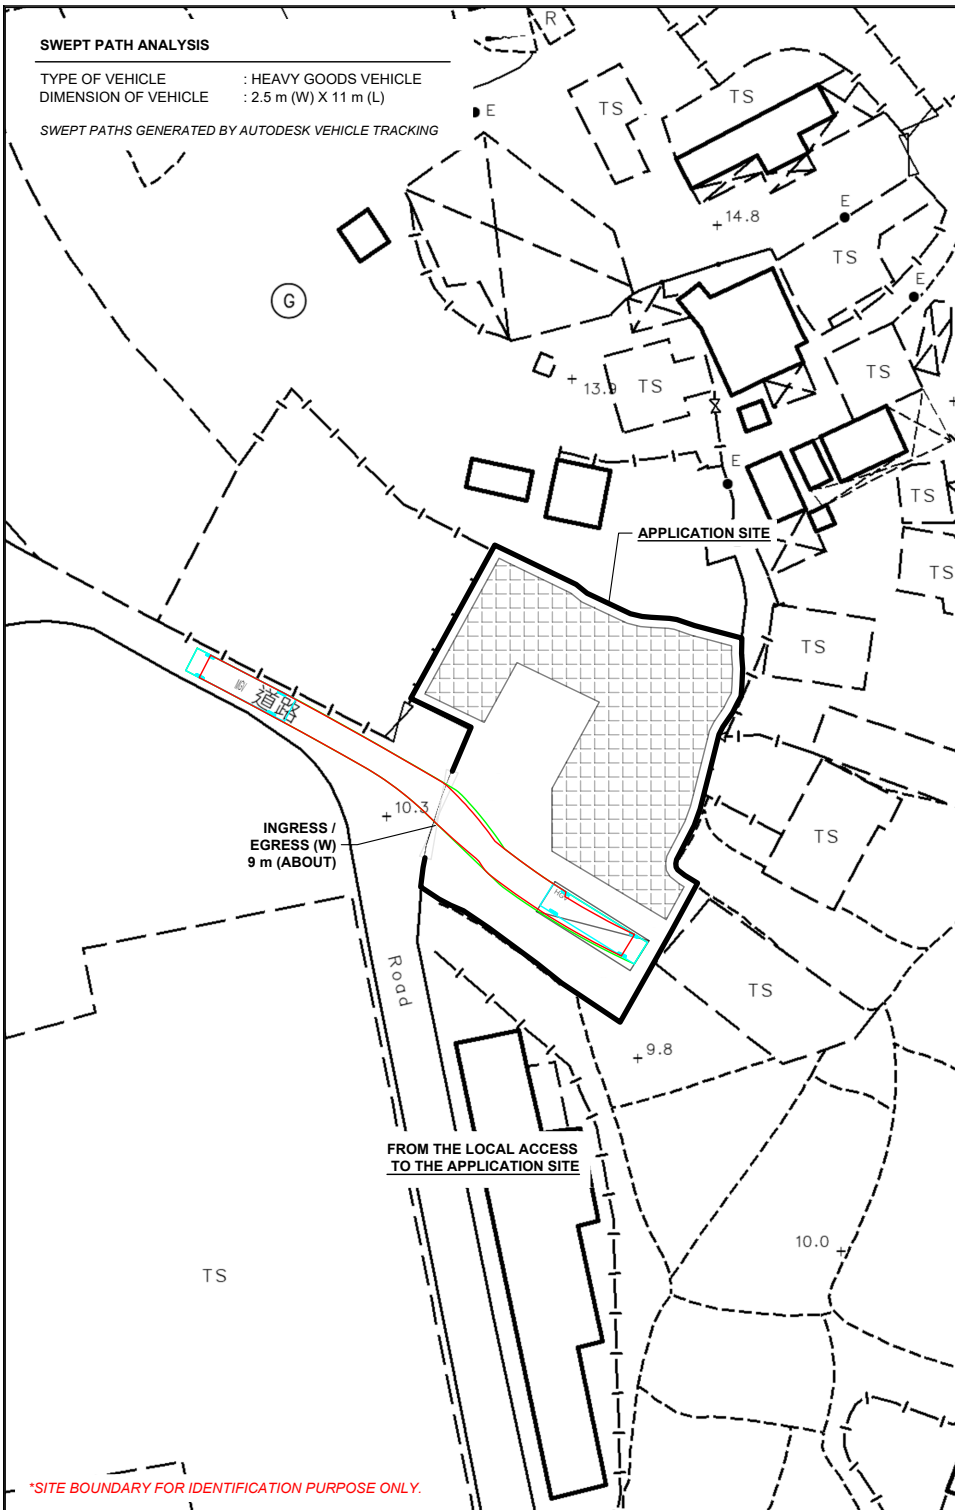 SWEPT PATH ANALYSIS
TYPE OF VEHICLE : HEAVY GOODS VEHICLE
DIMENSION OF VEHICLE : 2.5 m (W) X 11 m (L)
SWEPT PATHS GENERATED BY AUTODESK VEHICLE TRACKING
R
E
TS
TS
14.8
E
TS
E
G
13.9
TS
TS
E
TS
APPLICATION SITE
TS
TS
道路
10.3
INGRESS /
EGRESS (W)
9 m (ABOUT)
TS
HGV
Road
TS
9.8
FROM THE LOCAL ACCESS
TO THE APPLICATION SITE
10.0
TS
*SITE BOUNDARY FOR IDENTIFICATION PURPOSE ONLY.